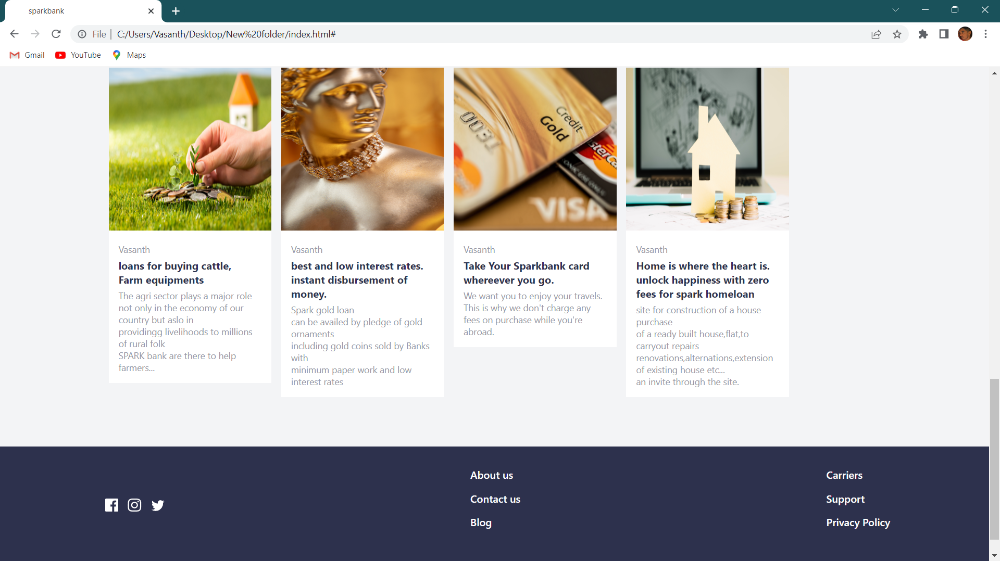 sparkbank
File
C:/Users/Vasanth/Desktop/New%20folder/index.html#
Gmail
YouTube
Maps
Credit
Gold
VISA
Vasanth
loans for buying cattle,
Farm equipments
The agri sector plays a major role
not only in the economy of our
country but aslo in
providingg livelihoods to millions
of rural folk
SPARK bank are there to help
farmers...
Vasanth
best and low interest rates.
instant disbursement of
money.
Spark gold loan
can be availed by pledge of gold
ornaments
including gold coins sold by Banks
with
minimum paper work and low
interest rates
Vasanth
Take Your Sparkbank card
whereever you go.
We want you to enjoy your travels.
This is why we don't charge any
fees on purchase while you're
abroad.
Vasanth
Home is where the heart is.
unlock happiness with zero
fees for spark homeloan
site for construction of a house
purchase
of a ready built house,flat,to
carryout repairs
renovations,alternations,extension
of existing house etc...
an invite through the site.
About us
Contact us
Blog
Carriers
Support
Privacy Policy